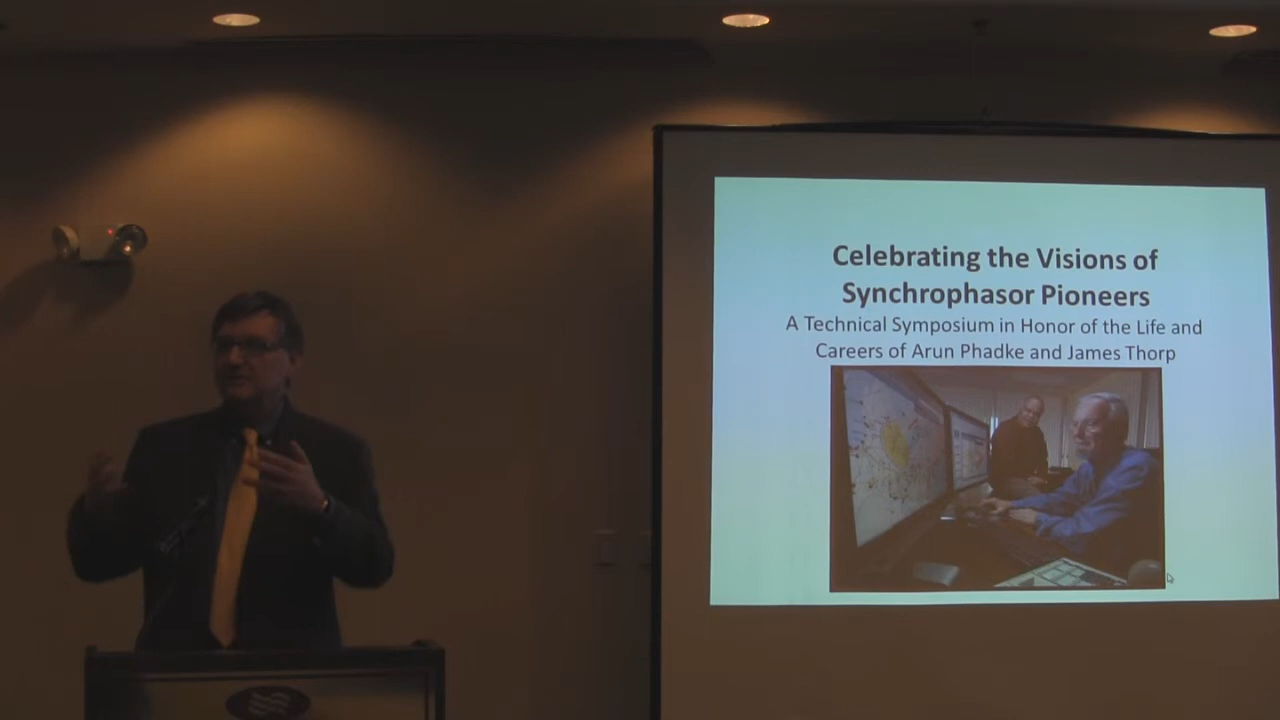 Celebrating the Visions of
Synchrophasor Pioneers
A Technical Symposium in Honor of the Life and
Careers of Arun Phadke and James Thorp